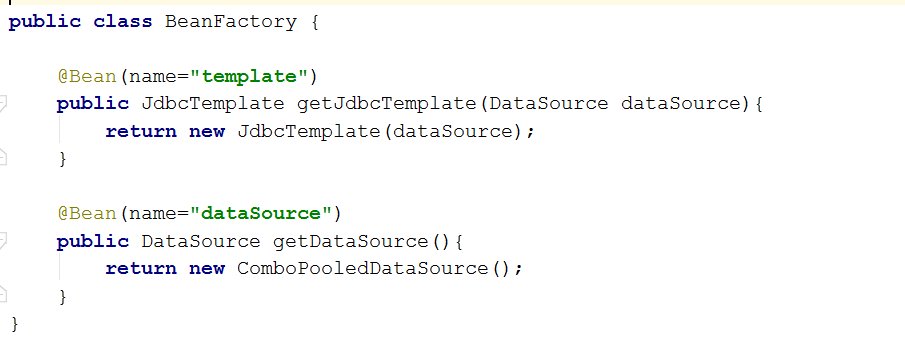 public class BeanFactory {
@Bean(name="template")
public JdbcTemplate getJdbcTemplate(DataSource dataSource){
return new JdbcTemplate(dataSource);
}
@Bean(name="dataSource")
public DataSource getDataSource(){
return new ComboPooledDataSource();
}
}